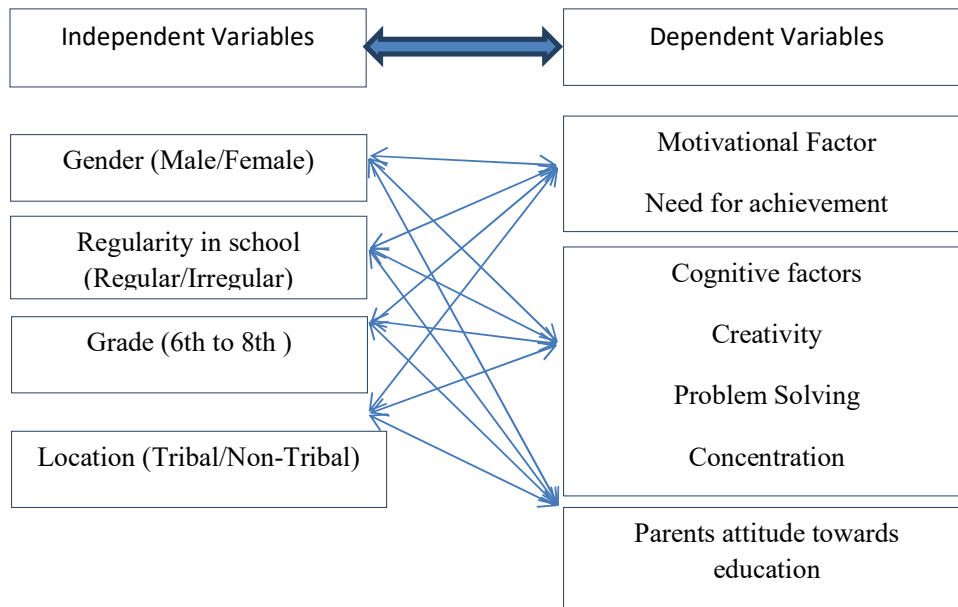 Independent Variables
Dependent Variables
Gender (Male/Female)
Regularity in school
(Regular/Irregular)
Grade (6th to 8th )
Location (Tribal/Non-Tribal)
Motivational Factor
Need for achievement
Cognitive factors
Creativity
Problem Solving
Concentration
Parents attitude towards
education